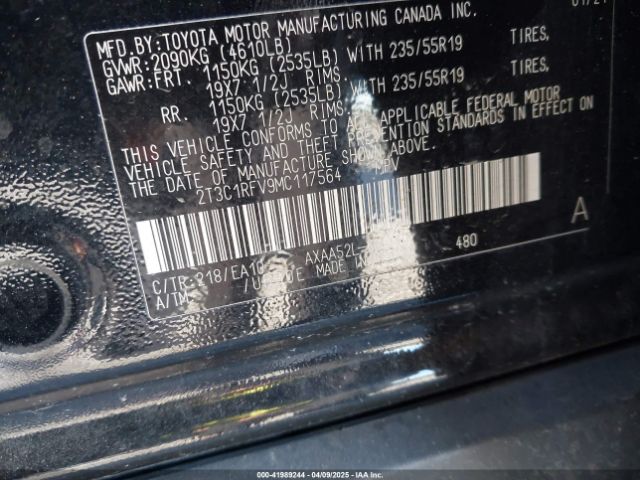 MFD.BY:TOYOTA MOTOR MANUFACTURING CANADA INC.
GVWR:2090KG (4610LB)
GAWR:FRT. 1150KG (2535LB) WITH 235/55R19 TIRES,
19X7 1/2J RIMS.
RR. 1150KG (2535LB) WITH 235/55R19 TIRES,
19X7 1/2J RIMS.
THIS VEHICLE CONFORMS TO APPLICABLE FEDERAL MOTOR
VEHICLE SAFETY AND PREVENTION STANDARDS IN EFFECT ON
THE DATE OF MANUFACTURE SHOWN ABOVE.
2T3C1RFV9MC117564
C/TR 218/EA10 AXAA52L- 480 A
A/TM MADE
000-41989244 04/09/2025 IAA Inc.